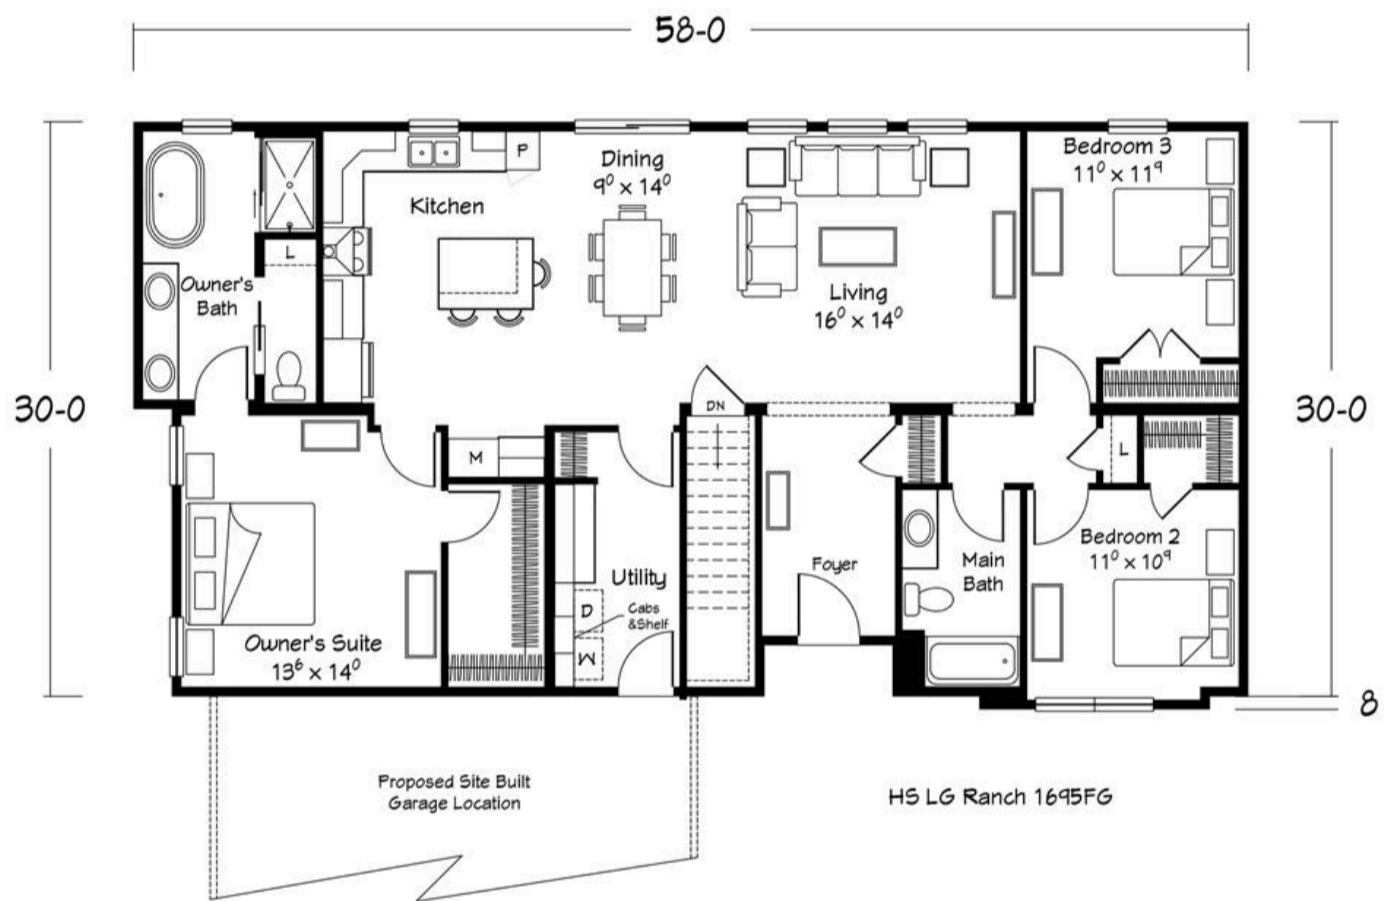 58-0
Bedroom 3
11⁰ x 11⁹
P
Dining
9⁰ x 14⁰
Kitchen
L
Owner's
Bath
Living
16⁰ x 14⁰
30-0
30-0
DN
M
L
Bedroom 2
11⁰ x 10⁹
Main
Bath
Foyer
Utility
D
Cabs
&Shelf
W
Owner's Suite
13⁶ x 14⁰
8
Proposed Site Built
Garage Location
HS LG Ranch 1695FG